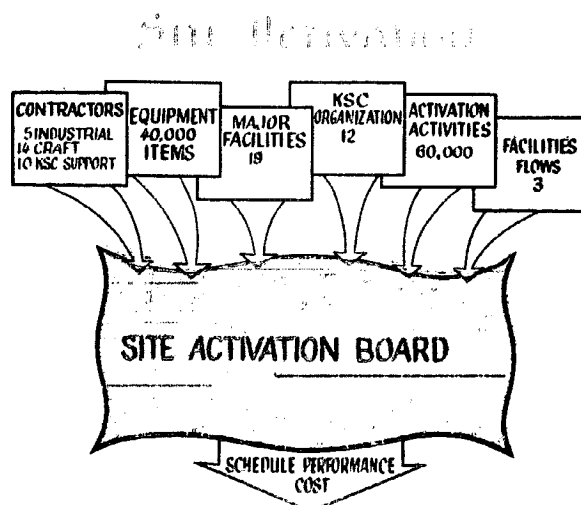 CONTRACTORS
5 INDUSTRIAL
14 CRAFT
10 KSC SUPPORT
EQUIPMENT
40,000
ITEMS
MAJOR
FACILITIES
19
KSC
ORGANIZATION
12
ACTIVATION
ACTIVITIES
60,000
FACILITIES
FLOWS
3
SITE ACTIVATION BOARD
SCHEDULE PERFORMANCE
COST